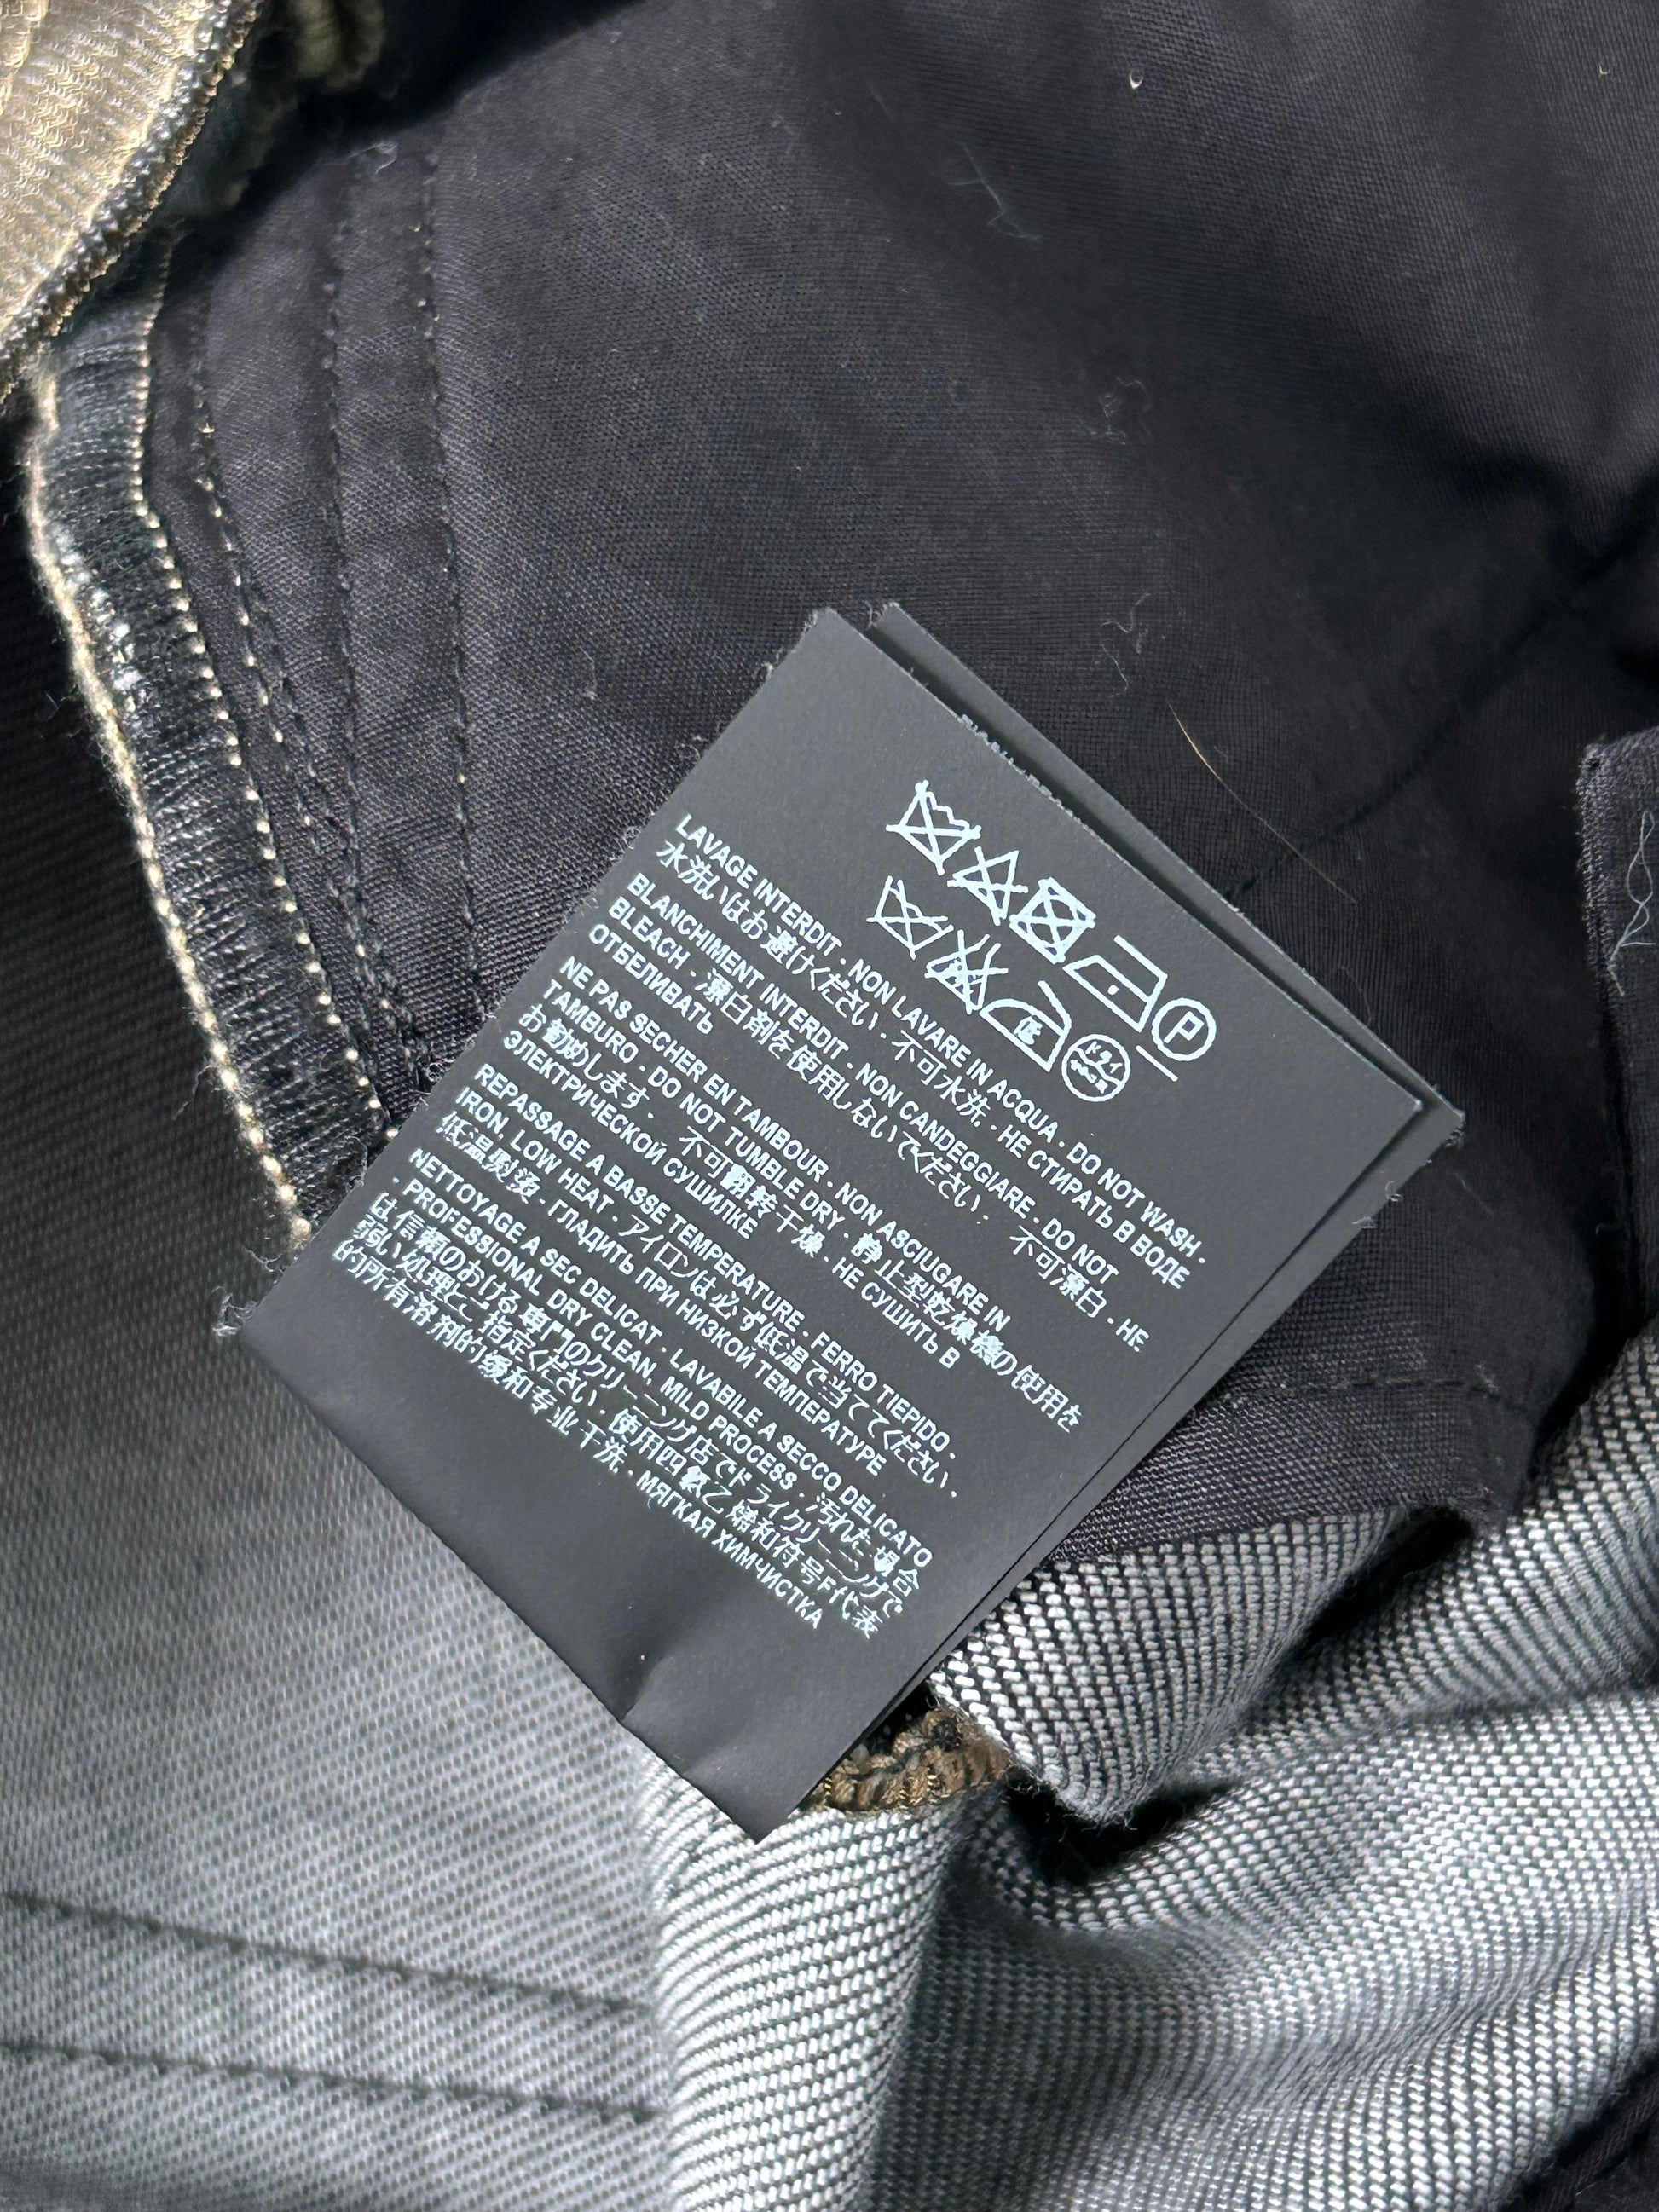 P
ドライ
低
LAVAGE INTERDIT . NON LAVARE IN ACQUA . DO NOT WASH .
水洗いはお避けください . 不可水洗 . НЕ СТИРАТЬ В ВОДЕ
BLANCHIMENT INTERDIT . NON CANDEGGIARE . DO NOT
BLEACH . 漂白剤を使用しないでください . 不可漂白 . НЕ
ОТБЕЛИВАТЬ
NE PAS SECHER EN TAMBOUR . NON ASCIUGARE IN
TAMBURO . DO NOT TUMBLE DRY . 静止型乾燥機の使用を
お勧めします . 不可翻转干燥 . НЕ СУШИТЬ В
ЭЛЕКТРИЧЕСКОЙ СУШИЛКЕ
REPASSAGE A BASSE TEMPERATURE . FERRO TIEPIDO .
IRON, LOW HEAT . アイロンは必ず低温で当ててください .
低温熨烫 . ГЛАДИТЬ ПРИ НИЗКОЙ ТЕМПЕРАТУРЕ
NETTOYAGE A SEC DELICAT . LAVABILE A SECCO DELICATO
. PROFESSIONAL DRY CLEAN. MILD PROCESS . 汚れた場合
は信頼のおける専門のクリーニング店でドライクリーニングで
弱い処理とご指定ください . 使用四氯乙烯和符号F代表
的所有溶剂的缓和专业干洗 . МЯГКАЯ ХИМЧИСТКА